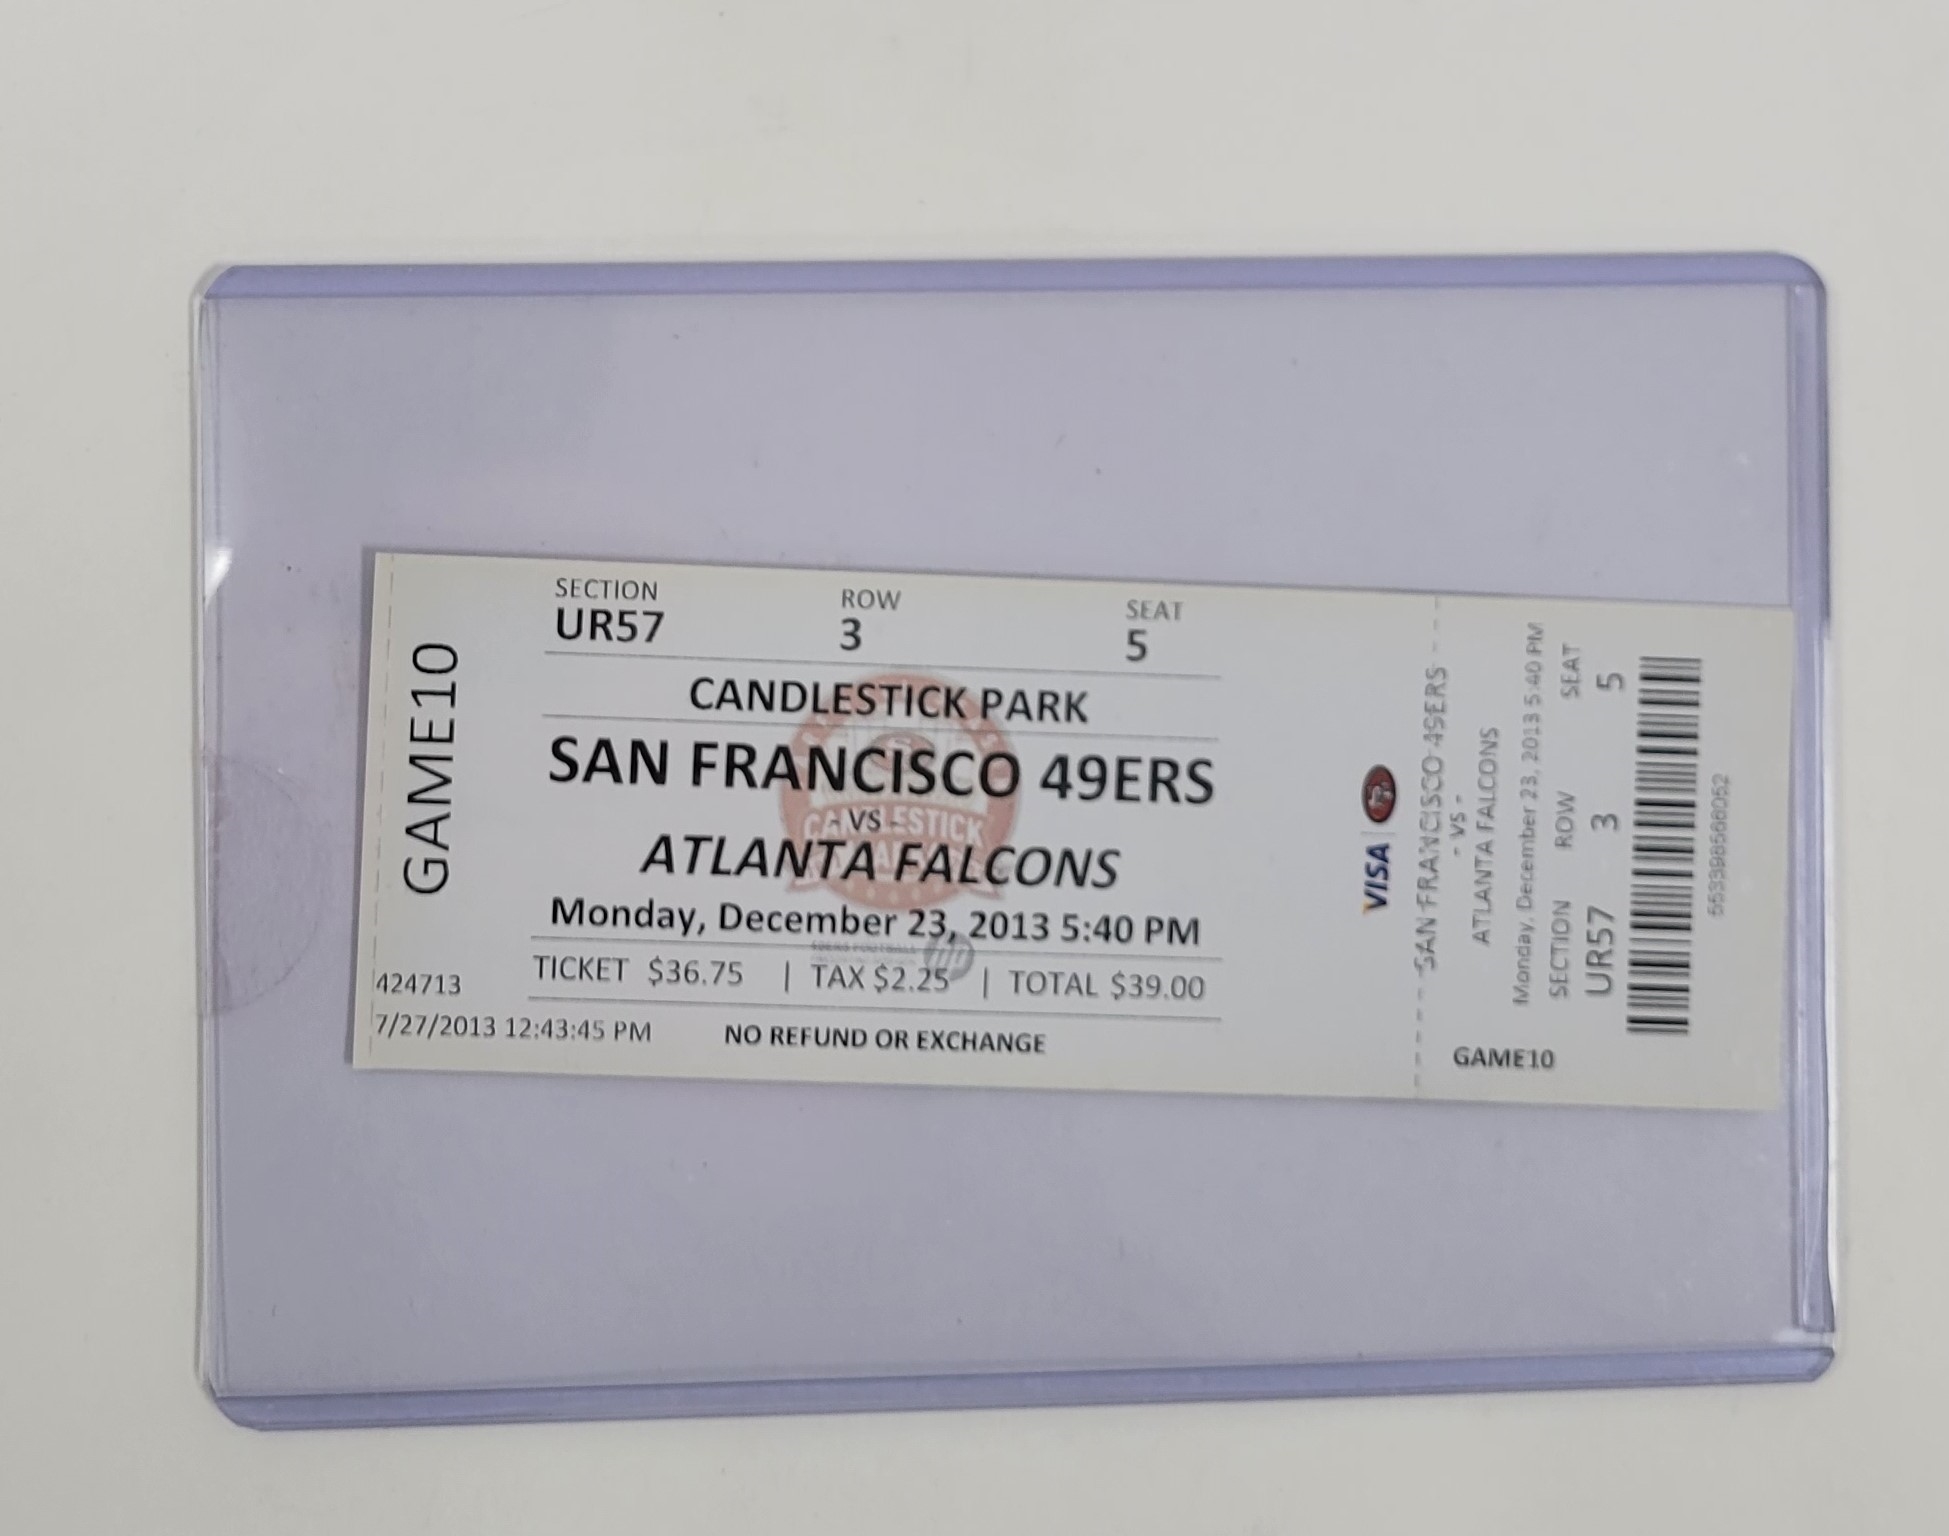 GAME10
SECTION ROW SEAT
UR57 3 5
CANDLESTICK PARK
SAN FRANCISCO 49ERS
- VS -
ATLANTA FALCONS
Monday, December 23, 2013 5:40 PM
TICKET $36.75 | TAX $2.25 | TOTAL $39.00
424713
7/27/2013 12:43:45 PM NO REFUND OR EXCHANGE
CANDLESTICK
hp
VISA
SF
SAN FRANCISCO 49ERS
- VS -
ATLANTA FALCONS
Monday, December 23, 2013 5:40 PM
SECTION ROW SEAT
UR57 3 5
GAME10